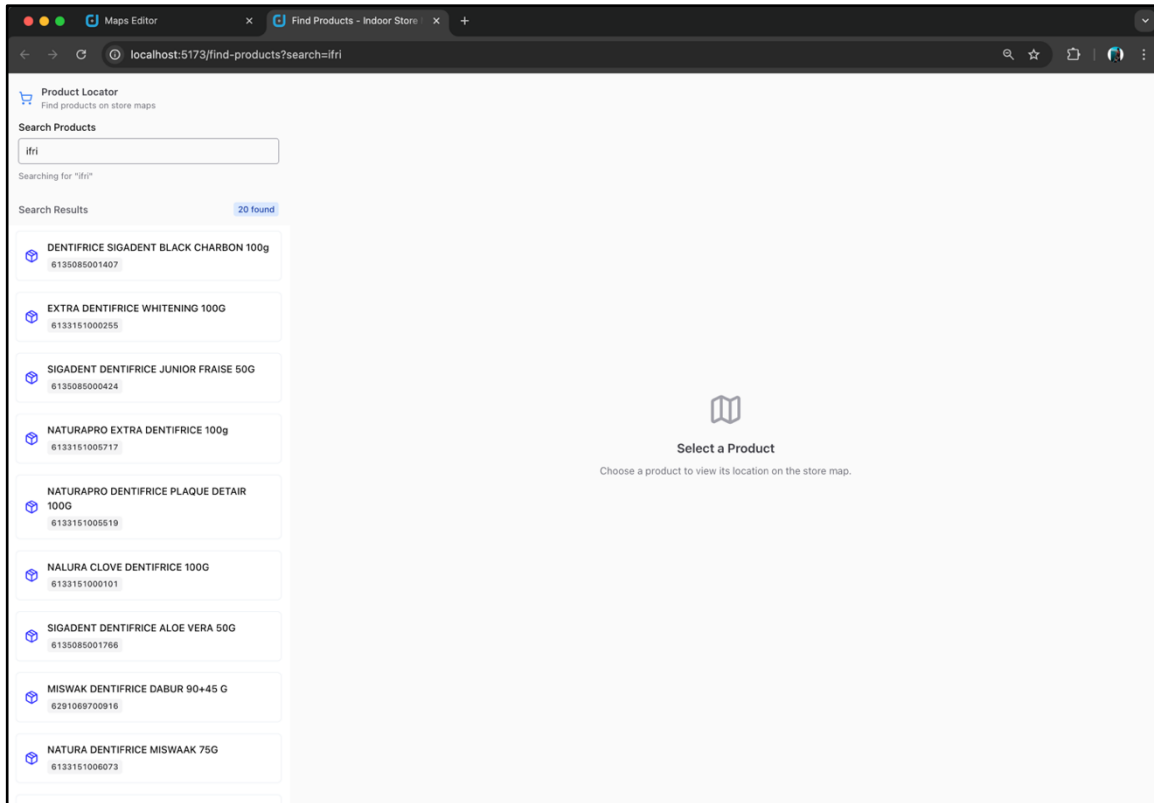 Maps Editor
Find Products - Indoor Store
localhost:5173/find-products?search=ifri
Product Locator
Find products on store maps
Search Products
ifri
Searching for "ifri"
Search Results
20 found
DENTIFRICE SIGADENT BLACK CHARBON 100g
6135085001407
EXTRA DENTIFRICE WHITENING 100G
6133151000255
SIGADENT DENTIFRICE JUNIOR FRAISE 50G
6135085000424
NATURAPRO EXTRA DENTIFRICE 100g
6133151005717
NATURAPRO DENTIFRICE PLAQUE DETAIR
100G
6133151005519
NALURA CLOVE DENTIFRICE 100G
6133151000101
SIGADENT DENTIFRICE ALOE VERA 50G
6135085001766
MISWAK DENTIFRICE DABUR 90+45 G
6291069700916
NATURA DENTIFRICE MISWAAK 75G
6133151006073
Select a Product
Choose a product to view its location on the store map.